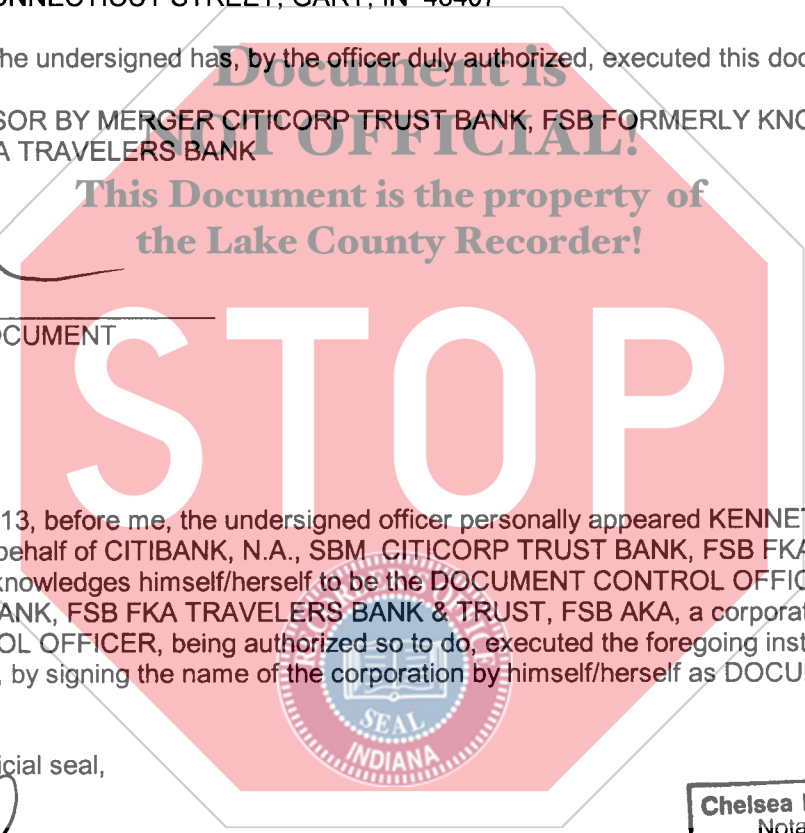 ONNECTICUT STREET, GARY, IN 46407
he undersigned has, by the officer duly authorized, executed this doc
Document is
SOR BY MERGER CITICORP TRUST BANK, FSB FORMERLY KNO
NOT OFFICIAL!
A TRAVELERS BANK
This Document is the property of
the Lake County Recorder!
OCUMENT
STOP
13, before me, the undersigned officer personally appeared KENNET
behalf of CITIBANK, N.A., SBM CITICORP TRUST BANK, FSB FKA
knowledges himself/herself to be the DOCUMENT CONTROL OFFIC
ANK, FSB FKA TRAVELERS BANK & TRUST, FSB AKA, a corporat
OL OFFICER, being authorized so to do, executed the foregoing inst
, by signing the name of the corporation by himself/herself as DOCU
SEAL
INDIANA
icial seal,
Chelsea
Nota